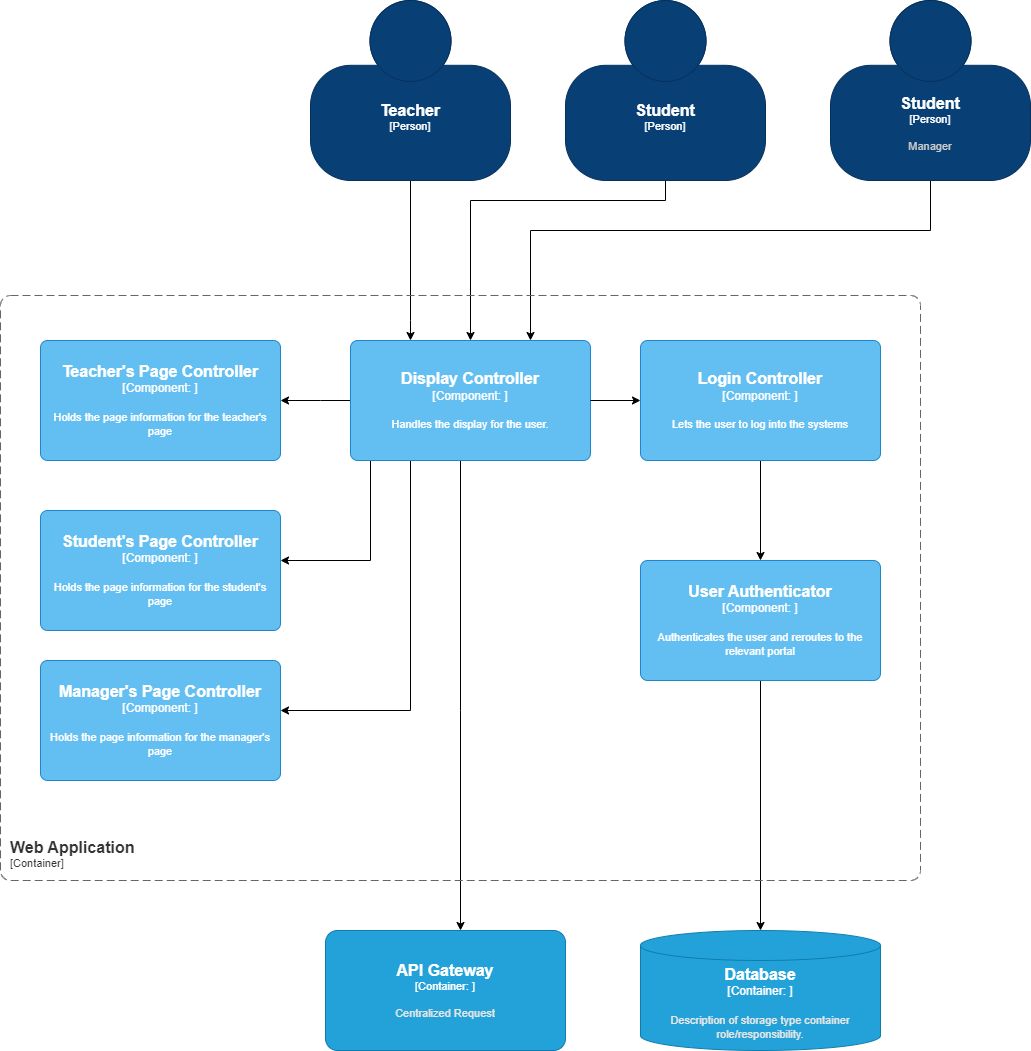 Teacher
[Person]
Student
[Person]
Student
[Person]
Manager
Teacher's Page Controller
[Component: ]
Holds the page information for the teacher's
page
Display Controller
[Component: ]
Handles the display for the user.
Login Controller
[Component: ]
Lets the user to log into the systems
Student's Page Controller
[Component: ]
Holds the page information for the student's
page
User Authenticator
[Component: ]
Authenticates the user and reroutes to the
relevant portal
Manager's Page Controller
[Component: ]
Holds the page information for the manager's
page
Web Application
[Container]
API Gateway
[Container: ]
Centralized Request
Database
[Container: ]
Description of storage type container
role/responsibility.